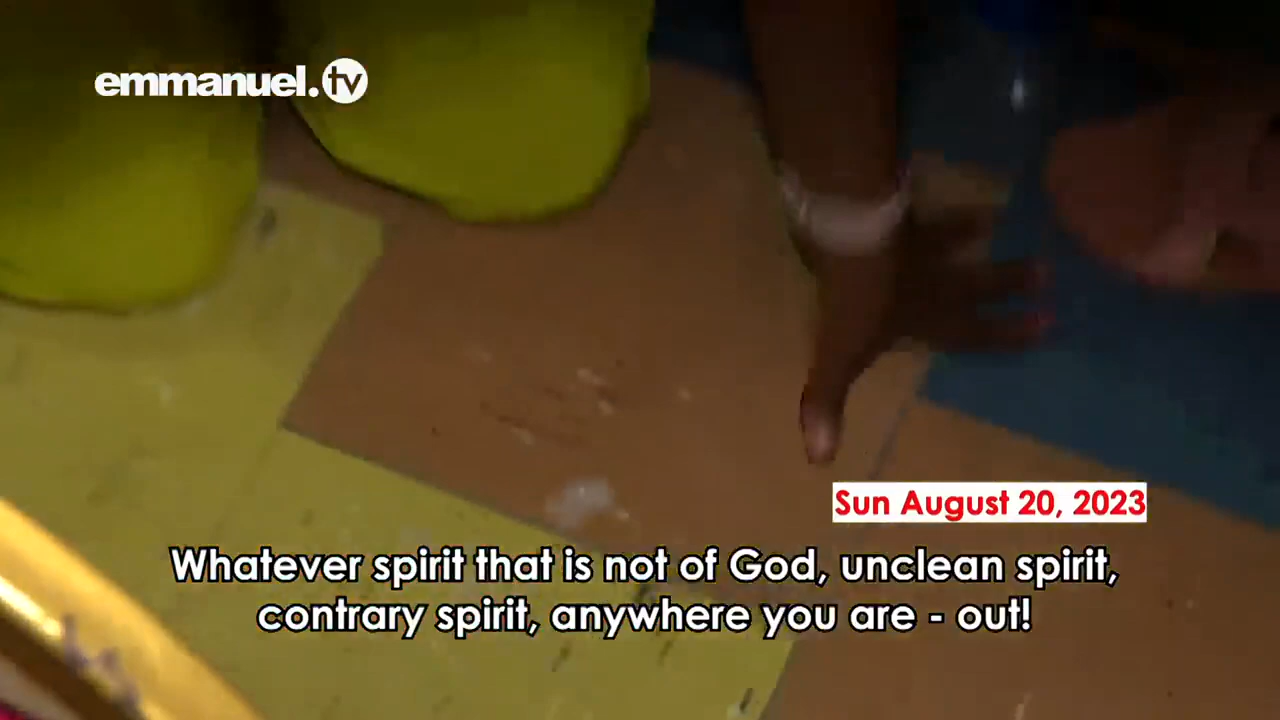 emmanuel.tv
Sun August 20, 2023
Whatever spirit that is not of God, unclean spirit,
contrary spirit, anywhere you are - out!